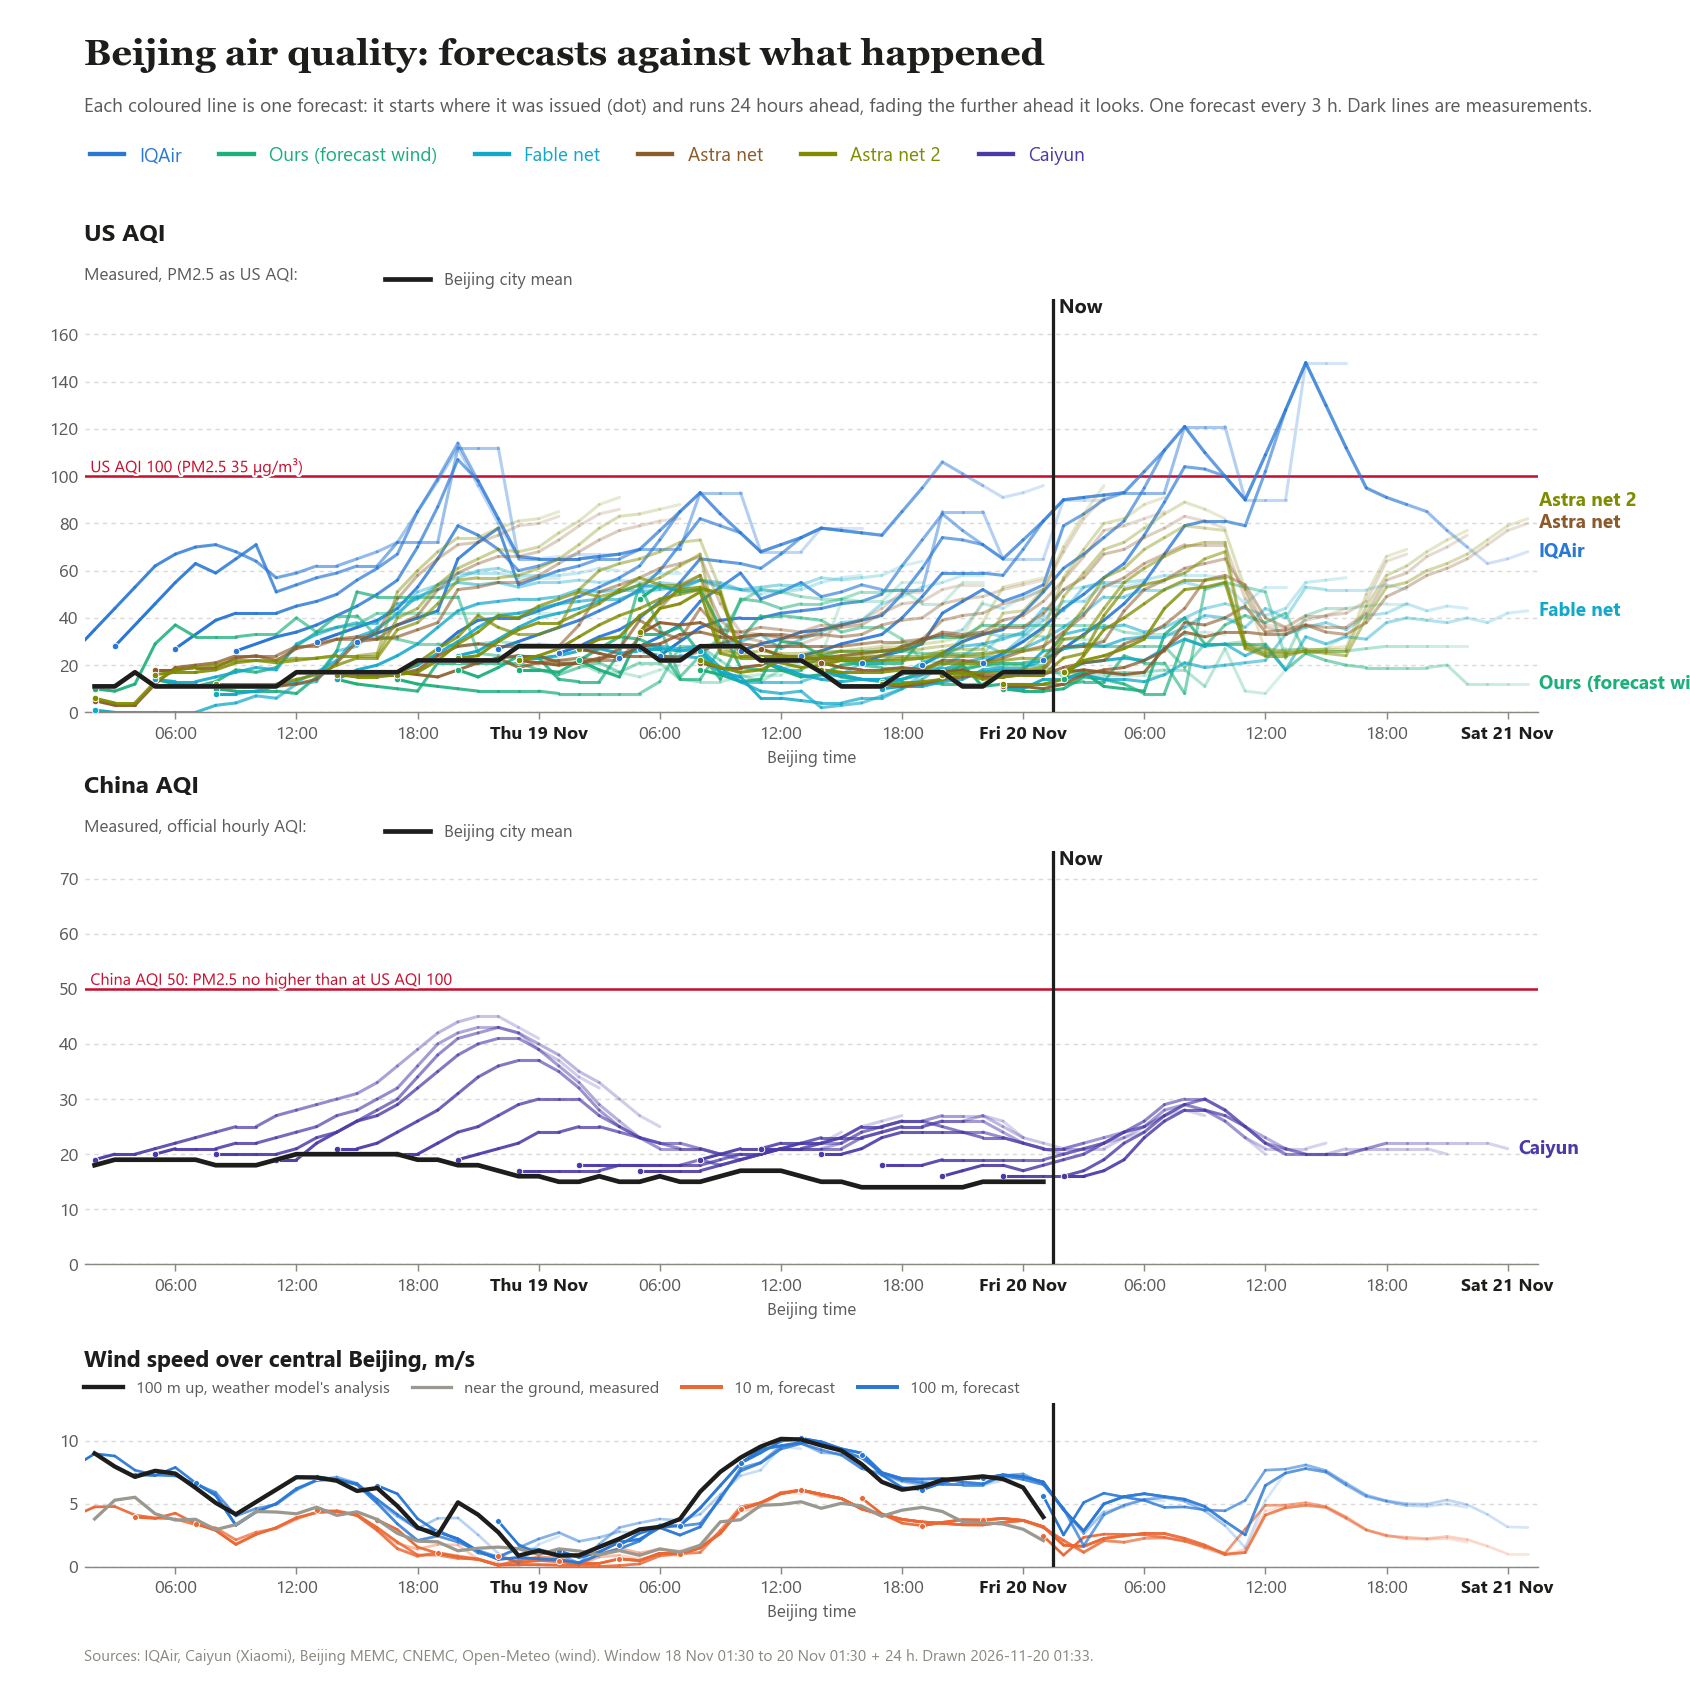 Beijing air quality: forecasts against what happened
Each coloured line is one forecast: it starts where it was issued (dot) and runs 24 hours ahead, fading the further ahead it looks. One forecast every 3 h. Dark lines are measurements.
IQAir Ours (forecast wind) Fable net Astra net Astra net 2 Caiyun
US AQI
Measured, PM2.5 as US AQI: Beijing city mean
Now
160
140
120
US AQI 100 (PM2.5 35 µg/m³)
100
Astra net 2
80
Astra net
IQAir
60
Fable net
40
20
Ours (forecast wi
0
06:00 12:00 18:00 Thu 19 Nov 06:00 12:00 18:00 Fri 20 Nov 06:00 12:00 18:00 Sat 21 Nov
Beijing time
China AQI
Measured, official hourly AQI: Beijing city mean
Now
70
60
China AQI 50: PM2.5 no higher than at US AQI 100
50
40
30
20
Caiyun
10
0
06:00 12:00 18:00 Thu 19 Nov 06:00 12:00 18:00 Fri 20 Nov 06:00 12:00 18:00 Sat 21 Nov
Beijing time
Wind speed over central Beijing, m/s
100 m up, weather model's analysis near the ground, measured 10 m, forecast 100 m, forecast
10
5
0
06:00 12:00 18:00 Thu 19 Nov 06:00 12:00 18:00 Fri 20 Nov 06:00 12:00 18:00 Sat 21 Nov
Beijing time
Sources: IQAir, Caiyun (Xiaomi), Beijing MEMC, CNEMC, Open-Meteo (wind). Window 18 Nov 01:30 to 20 Nov 01:30 + 24 h. Drawn 2026-11-20 01:33.